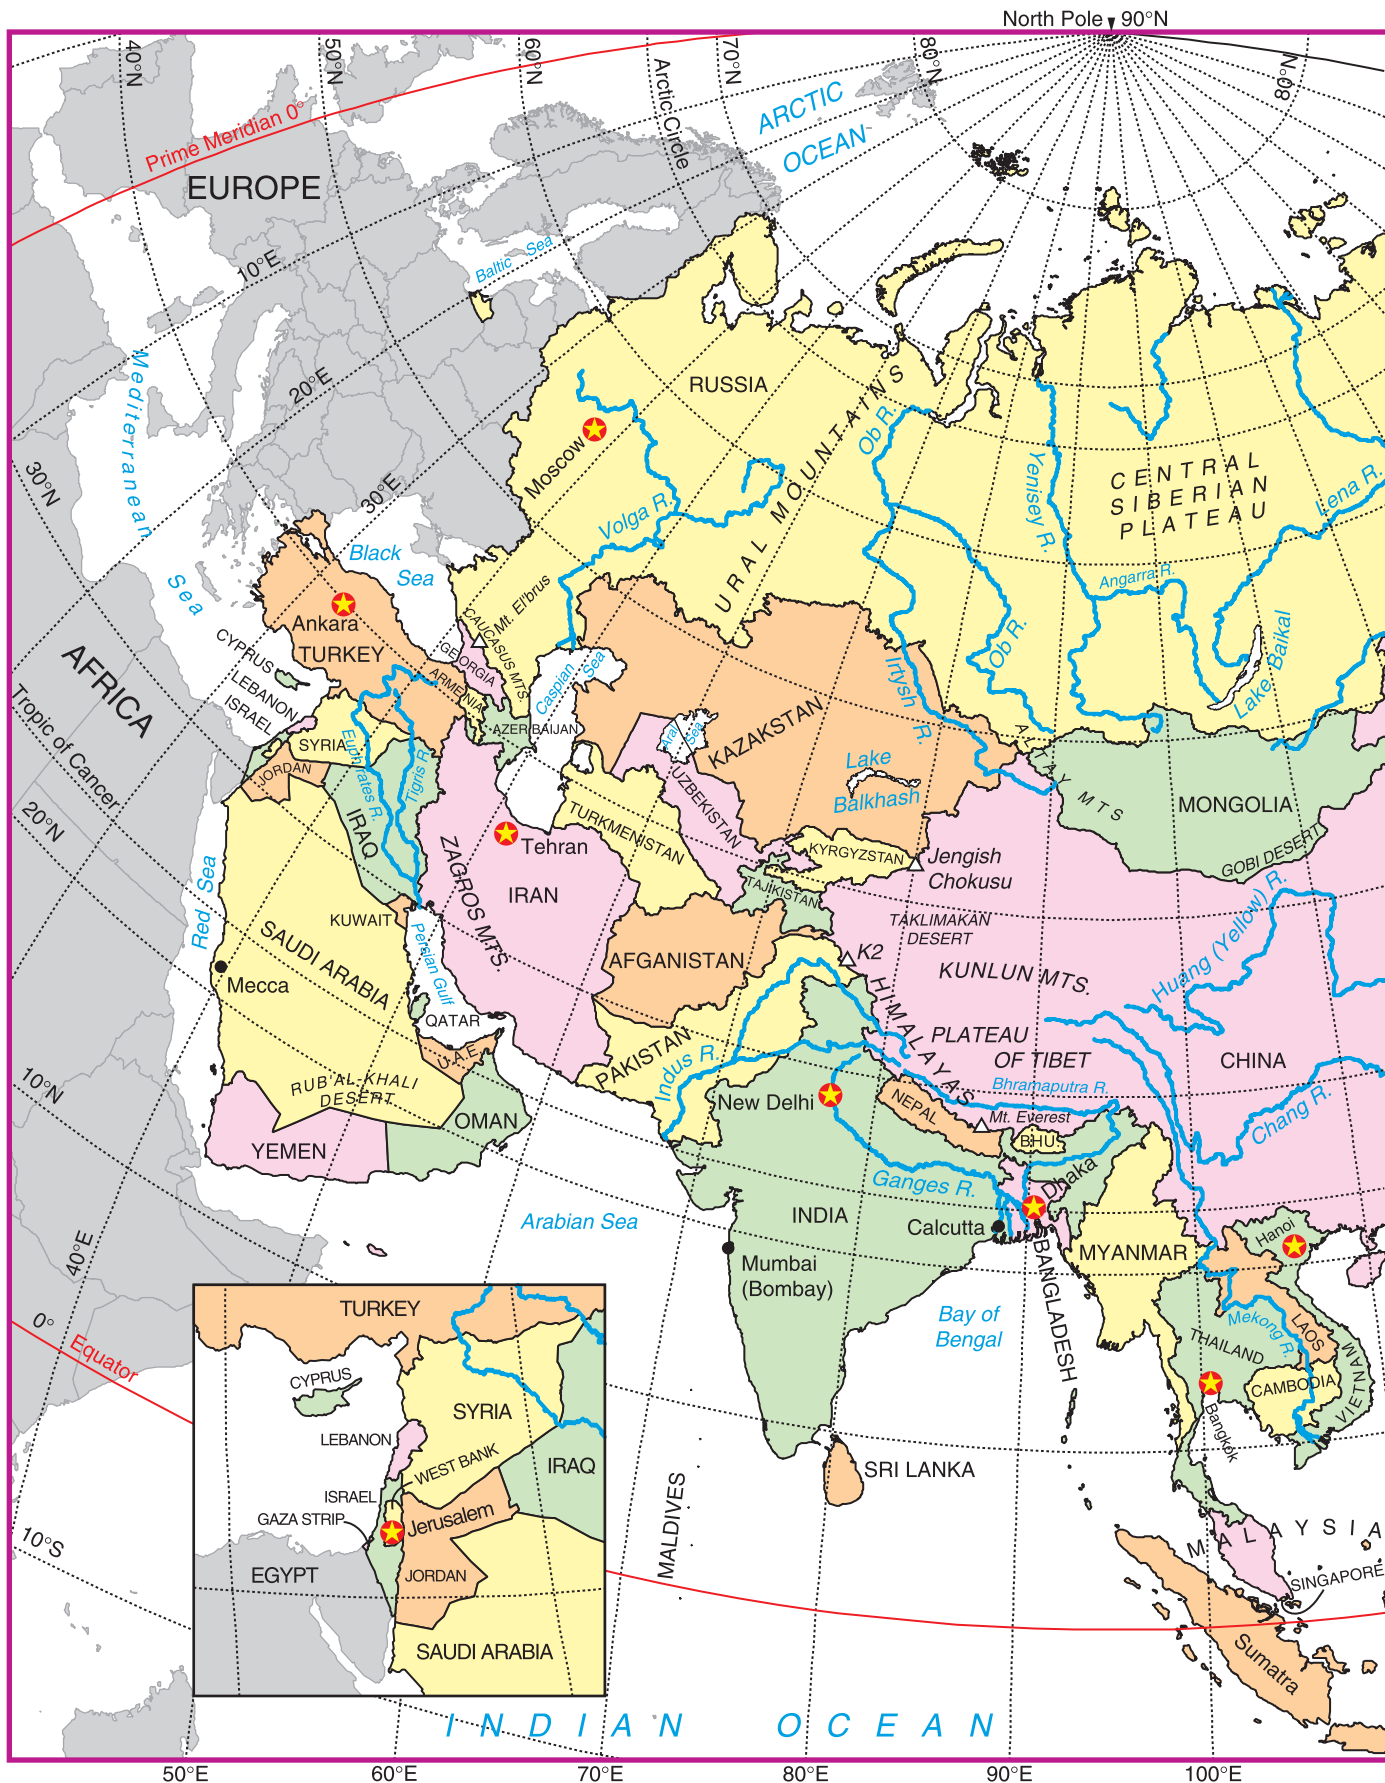 North Pole 90°N
40°N
50°N
60°N
70°N
80°N
80°N
Arctic Circle
ARCTIC
OCEAN
Prime Meridian 0°
EUROPE
10°E
20°E
30°E
Baltic Sea
Mediterranean
Sea
RUSSIA
Moscow
Volga R.
URAL MOUNTAINS
Ob R.
Yenisey R.
CENTRAL
SIBERIAN
PLATEAU
Lena R.
Angarra R.
Ob R.
Irtysh R.
Lake Baikal
30°N
Black
Sea
Mt. El'brus
CAUCASUS MTS.
GEORGIA
ARMENIA
AZERBAIJAN
Caspian
Sea
Ankara
TURKEY
CYPRUS
LEBANON
ISRAEL
SYRIA
JORDAN
Euphrates R.
Tigris R.
IRAQ
AFRICA
Tropic of Cancer
20°N
Aral
Sea
KAZAKSTAN
Lake
Balkhash
UZBEKISTAN
TURKMENISTAN
KYRGYZSTAN
TAJIKISTAN
Jengish
Chokusu
ALTAY
MTS
MONGOLIA
GOBI DESERT
Tehran
ZAGROS MTS.
IRAN
KUWAIT
Persian Gulf
QATAR
U.A.E.
Red Sea
Mecca
SAUDI ARABIA
RUB'AL-KHALI
DESERT
YEMEN
OMAN
10°N
AFGANISTAN
PAKISTAN
Indus R.
K2
HIMALAYAS
TAKLIMAKAN
DESERT
KUNLUN MTS.
Huang (Yellow) R.
PLATEAU
OF TIBET
Bhramaputra R.
CHINA
Chang R.
New Delhi
NEPAL
Mt. Everest
BHU.
Ganges R.
Dhaka
INDIA
Calcutta
Mumbai
(Bombay)
BANGLADESH
MYANMAR
Hanoi
Arabian Sea
Bay of
Bengal
Mekong R.
LAOS
THAILAND
CAMBODIA
VIETNAM
Bangkok
40°E
0°
Equator
10°S
SRI LANKA
MALDIVES
MALAYSIA
SINGAPORE
Sumatra
TURKEY
CYPRUS
SYRIA
LEBANON
WEST BANK
IRAQ
ISRAEL
GAZA STRIP
Jerusalem
EGYPT
JORDAN
SAUDI ARABIA
INDIAN OCEAN
50°E
60°E
70°E
80°E
90°E
100°E